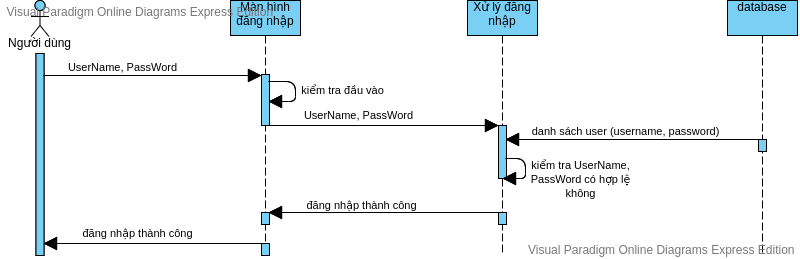 Visual Paradigm Online Diagrams Express Edition
Màn hình
đăng nhập
Xử lý đăng
nhập
database
Người dùng
UserName, PassWord
kiểm tra đầu vào
UserName, PassWord
danh sách user (username, password)
kiểm tra UserName,
PassWord có hợp lệ
không
đăng nhập thành công
đăng nhập thành công
Visual Paradigm Online Diagrams Express Edition